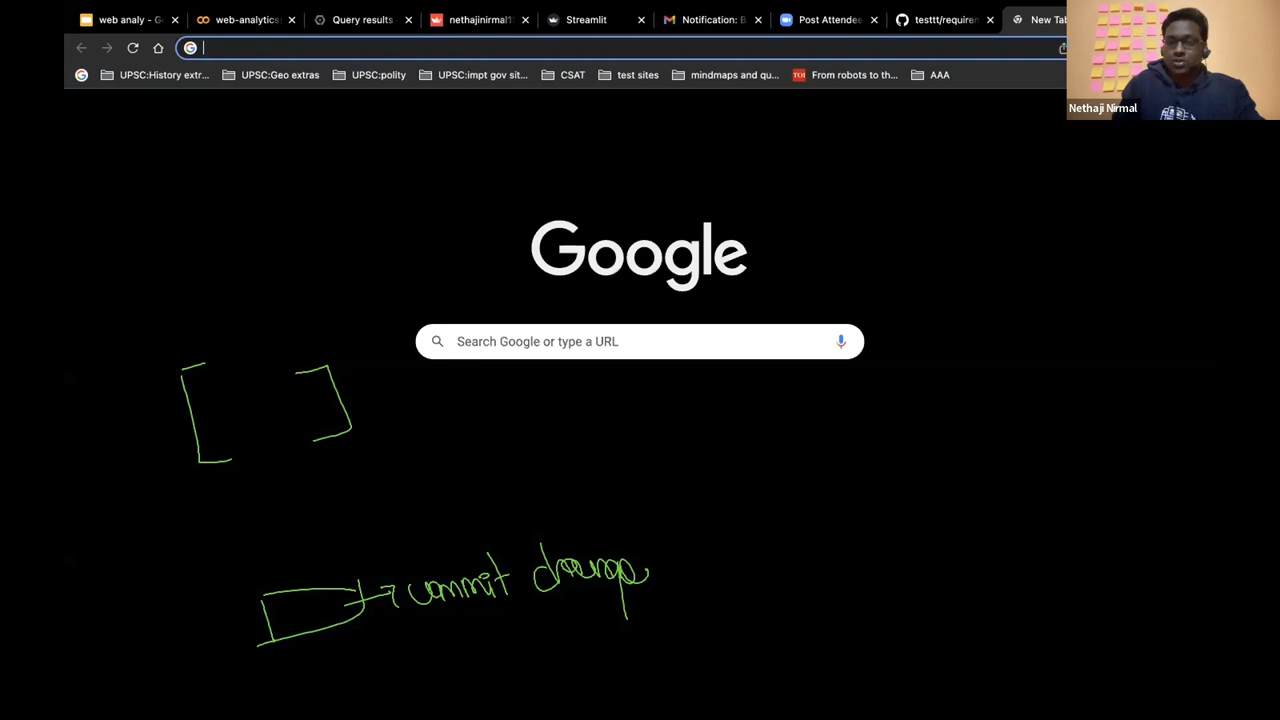 web analy -
web-analytics
Query results
nethajinirmal1
Streamlit
Notification: B
Post Attendee
testtt/requirer
New Tab
UPSC:History extr...
UPSC:Geo extras
UPSC:polity
UPSC:impt gov sit...
CSAT
test sites
mindmaps and qu...
TOI
From robots to th...
AAA
Nethaji Nirmal
Google
Search Google or type a URL
commit change